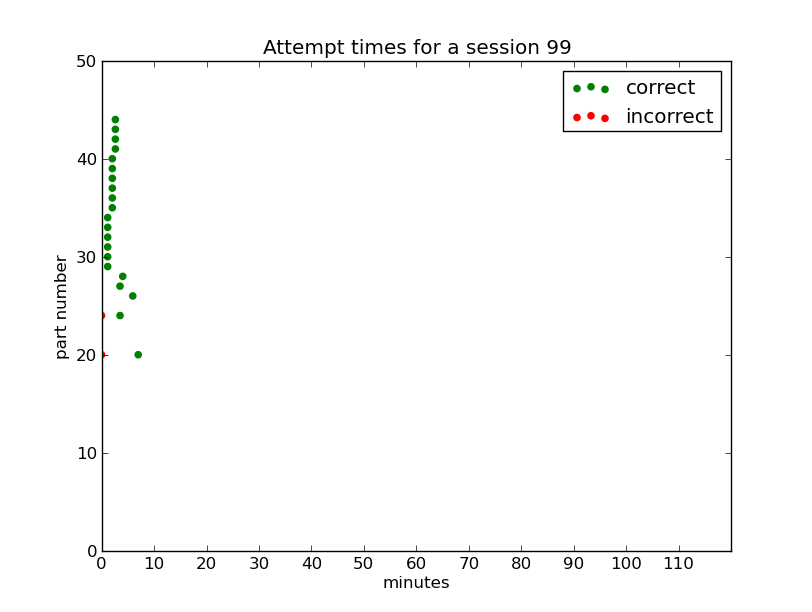 Attempt times for a session 99
correct
incorrect
50
40
30
20
10
0
part number
0 10 20 30 40 50 60 70 80 90 100 110
minutes